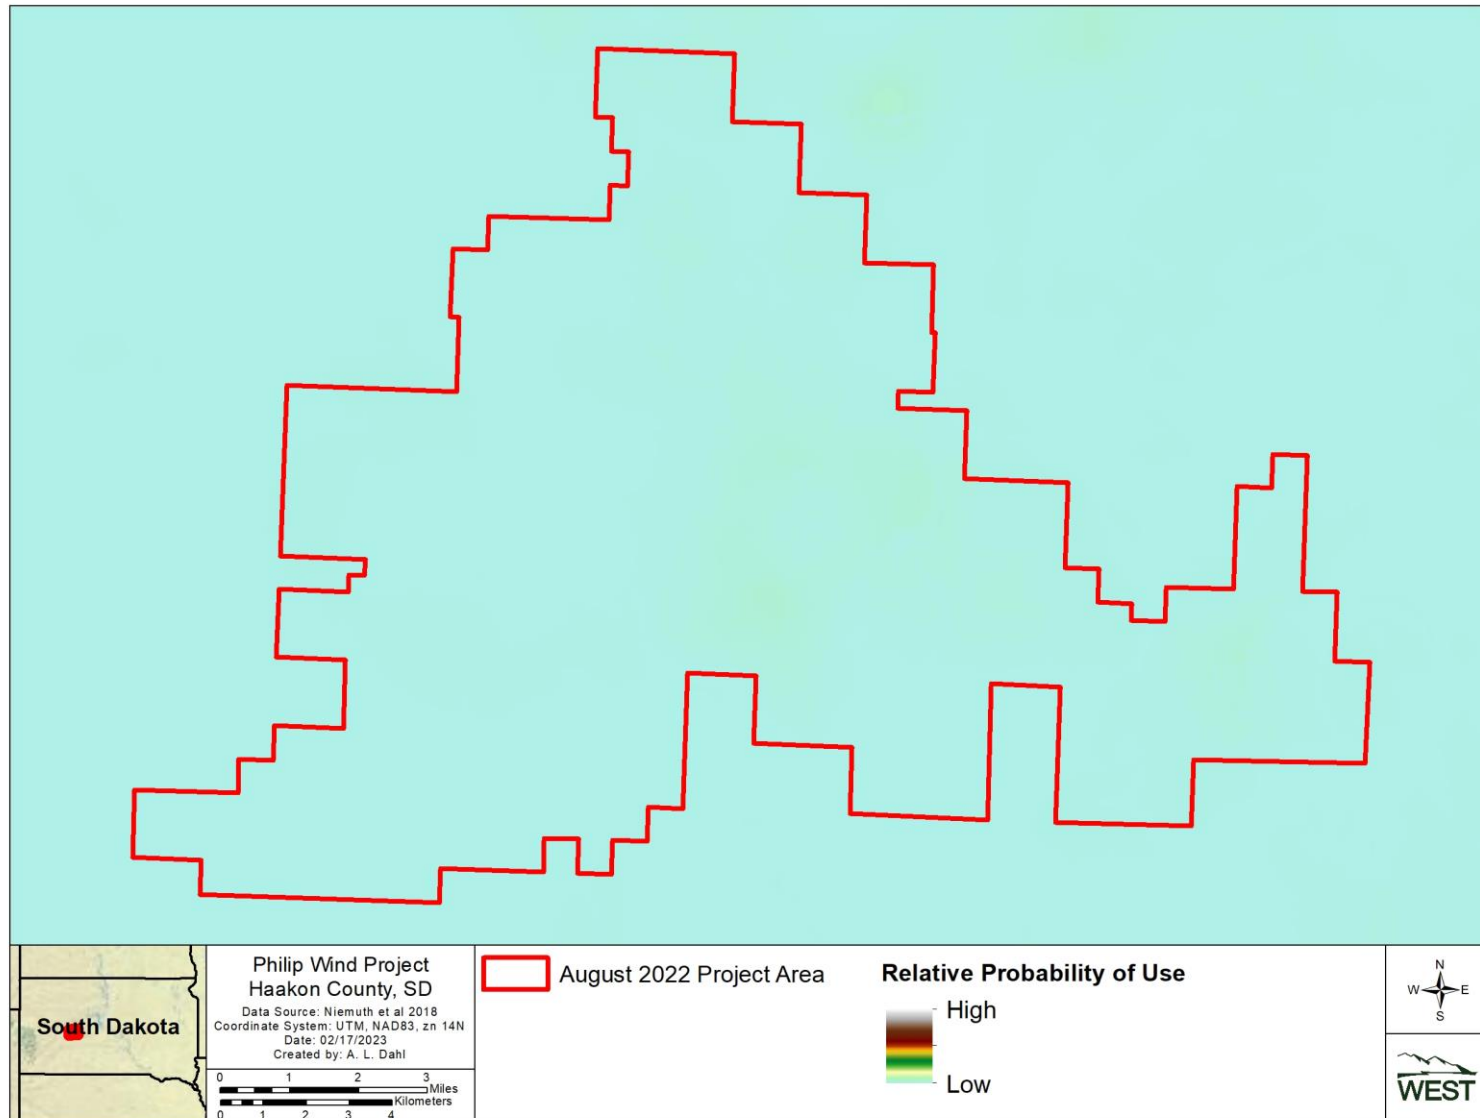 South Dakota
Philip Wind Project
Haakon County, SD
Data Source: Niemuth et al 2018
Coordinate System: UTM, NAD83, zn 14N
Date: 02/17/2023
Created by: A. L. Dahl
0 1 2 3
Miles
Kilometers
0 1 2 3 4
August 2022 Project Area
Relative Probability of Use
High
Low
N
W E
S
WEST